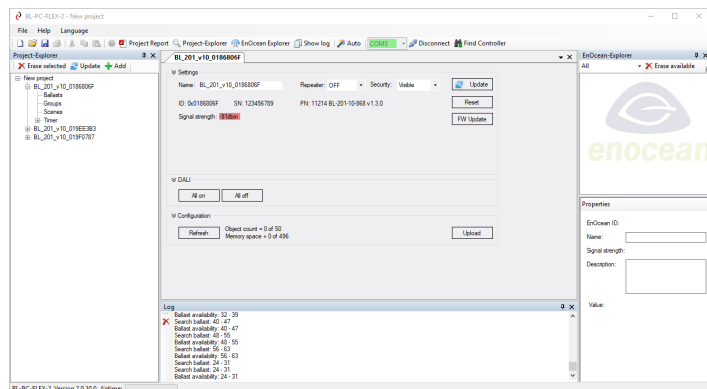 BL-PC-FLEX-2 - New project
File Help Language
Project Report Project-Explorer EnOcean Explorer Show log Auto COM3 Disconnect Find Controller
Project-Explorer
Erase selected Update Add
New project
BL_201_v10_0186806F
Ballasts
Groups
Scenes
Timer
BL_201_v10_019EE3B3
BL_201_v10_019F0787
BL_201_v10_0186806F
Settings
Name: BL_201_v10_0186806F Repeater: OFF Security: Visible Update
ID: 0x0186806F SN: 123456789 PN: 11214 BL-201-10-868 v1.3.0 Reset
Signal strength: -91dbm FW Update
DALI
All on All off
Configuration
Refresh Object count = 0 of 50
Memory space = 0 of 496 Upload
Log
Ballast availability: 32 - 39
Search ballast: 40 - 47
Ballast availability: 40 - 47
Search ballast: 48 - 55
Ballast availability: 48 - 55
Search ballast: 56 - 63
Ballast availability: 56 - 63
Search ballast: 24 - 31
Search ballast: 24 - 31
Ballast availability: 24 - 31
EnOcean-Explorer
All Erase available
enocean
Properties
EnOcean ID:
Name:
Signal strength:
Description:
Value:
BL-PC-FLEX-2 Version 2.0.10.0 Airtime: